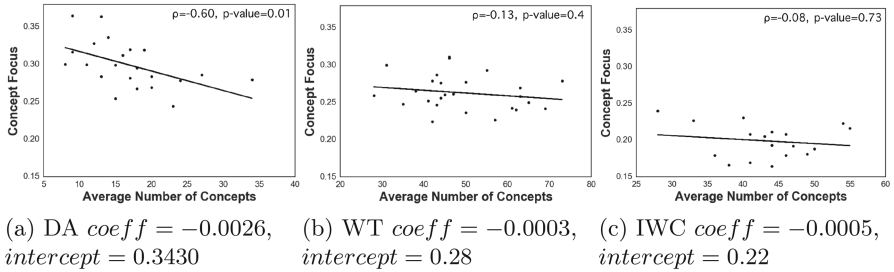 ρ=-0.60, p-value=0.01
0.35
0.30
0.25
0.20
0.15
Concept Focus
5 10 15 20 25 30 35 40
Average Number of Concepts
ρ=-0.13, p-value=0.4
0.35
0.30
0.25
0.20
0.15
Concept Focus
20 30 40 50 60 70 80
Average Number of Concepts
ρ=-0.08, p-value=0.73
0.35
0.30
0.25
0.20
0.15
Concept Focus
25 30 35 40 45 50 55 60
Average Number of Concepts
(a) DA coeff = −0.0026,
intercept = 0.3430
(b) WT coeff = −0.0003,
intercept = 0.28
(c) IWC coeff = −0.0005,
intercept = 0.22